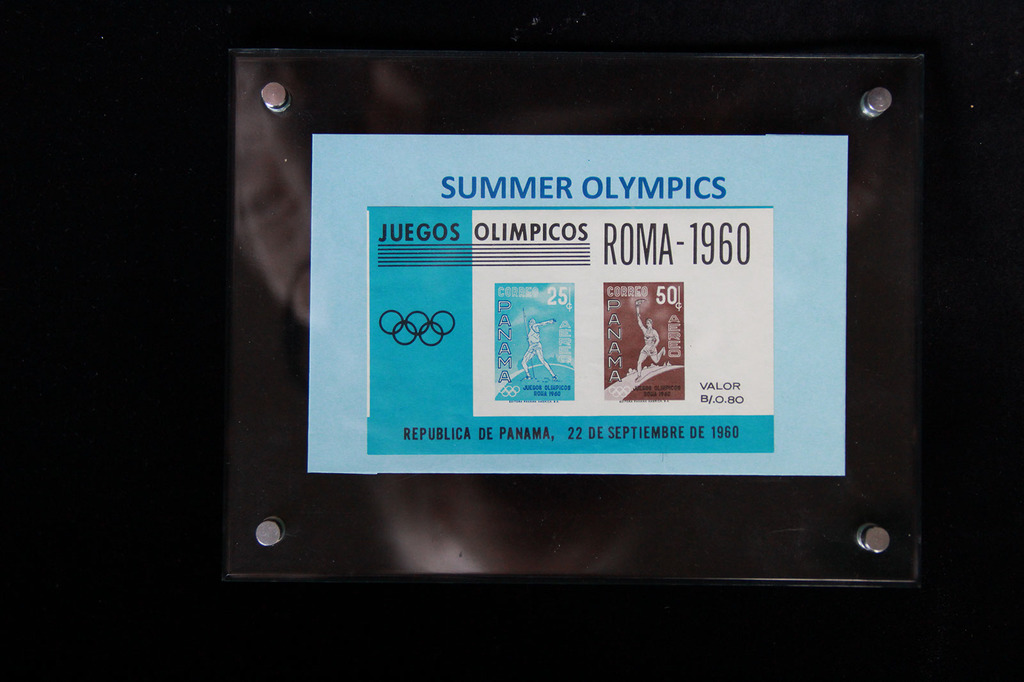 SUMMER OLYMPICS
JUEGOS OLIMPICOS ROMA-1960
CORREO 25¢
PANAMA
AEREO
JUEGOS OLIMPICOS
ROMA 1960
CORREO 50¢
PANAMA
AEREO
JUEGOS OLIMPICOS
ROMA 1960
VALOR
B/.0.80
REPUBLICA DE PANAMA, 22 DE SEPTIEMBRE DE 1960